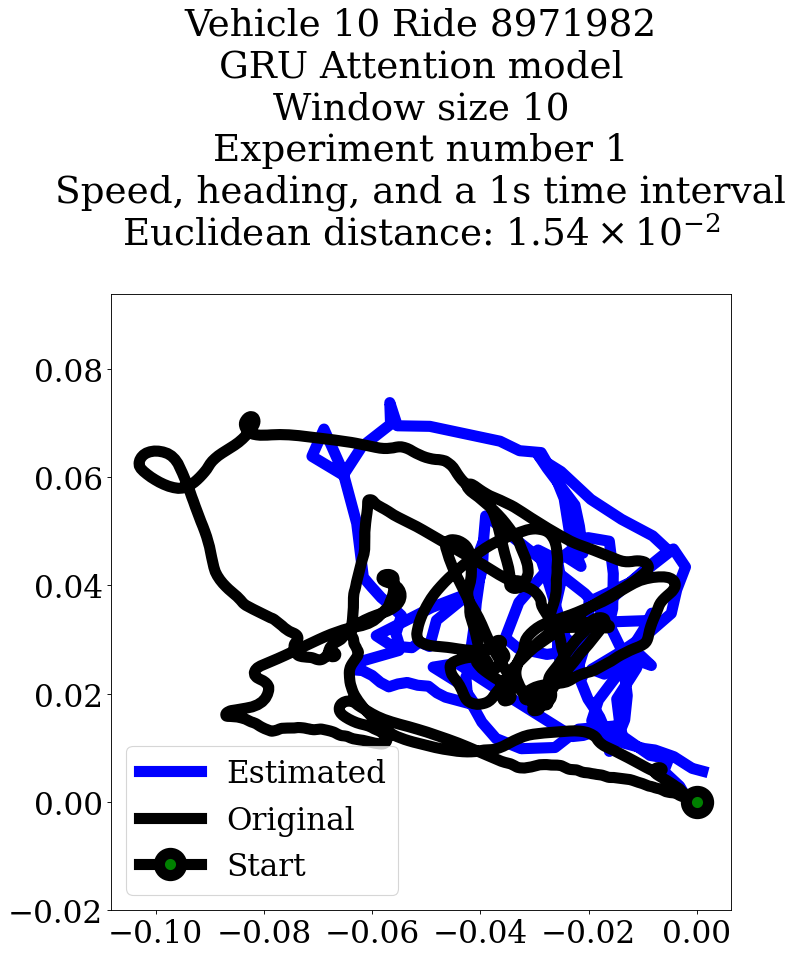 Vehicle 10 Ride 8971982
GRU Attention model
Window size 10
Experiment number 1
Speed, heading, and a 1s time interval
Euclidean distance: 1.54 × 10⁻²
0.08
0.06
0.04
0.02
0.00
−0.02
Estimated
Original
Start
−0.10 −0.08 −0.06 −0.04 −0.02 0.00